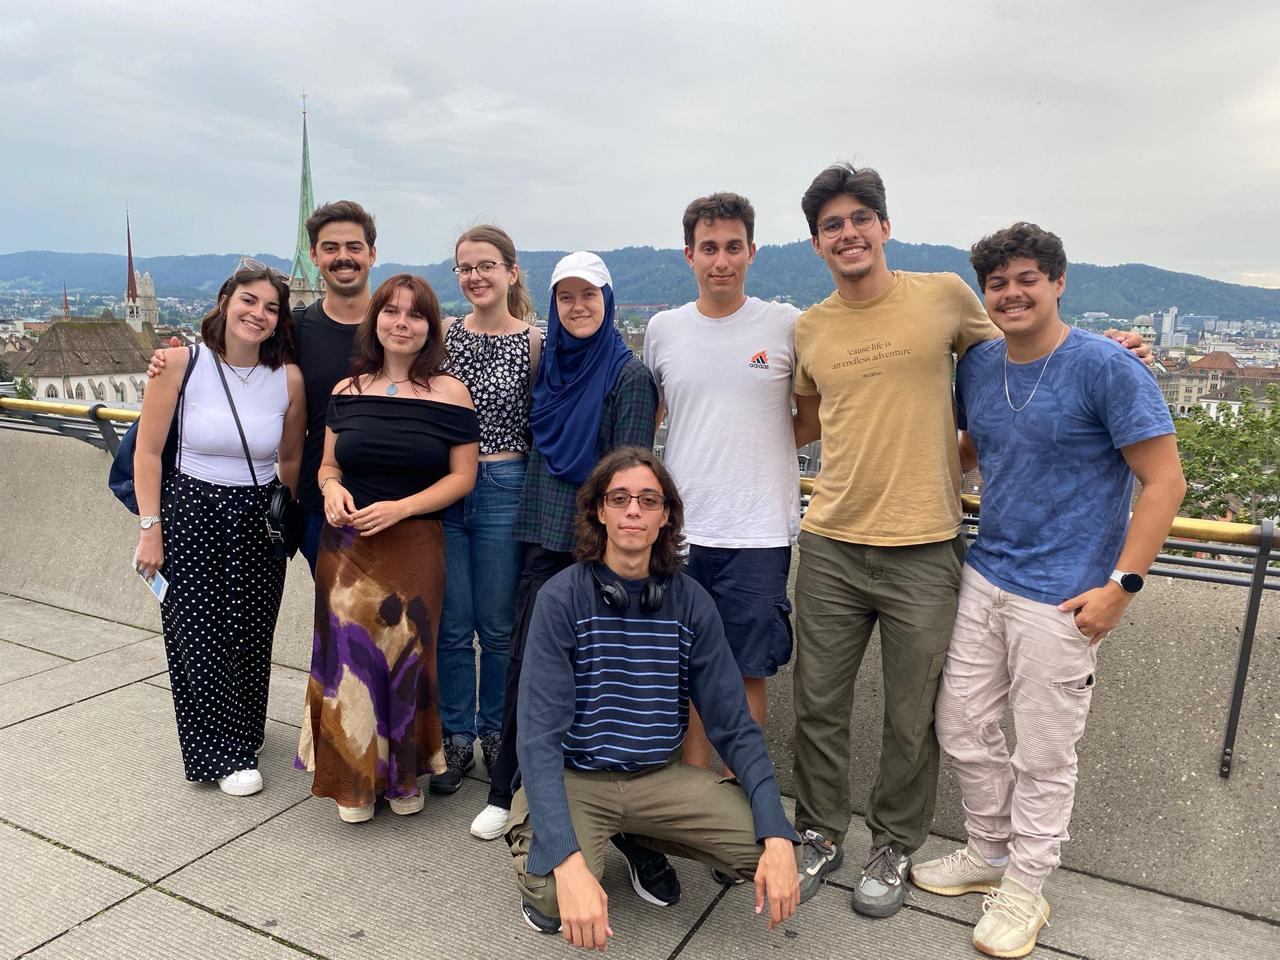 adidas
'cause life is
an endless adventure